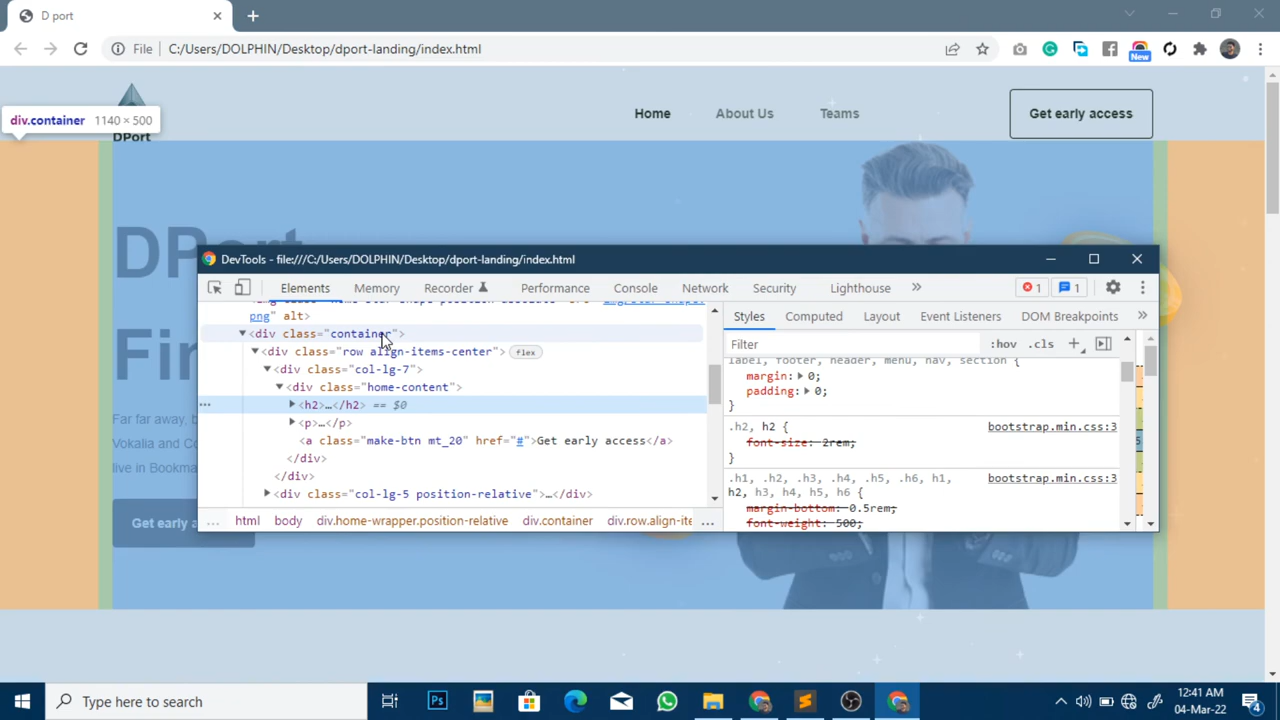 D port
File C:/Users/DOLPHIN/Desktop/dport-landing/index.html
New
Home About Us Teams Get early access
div.container 1140 × 500
DPort
DPort
DevTools - file:///C:/Users/DOLPHIN/Desktop/dport-landing/index.html
Elements Memory Recorder Performance Console Network Security Lighthouse » 1 1
png" alt>
<div class="container">
<div class="row align-items-center"> flex
<div class="col-lg-7">
<div class="home-content">
<h2>…</h2> == $0
<p>…</p>
<a class="make-btn mt_20" href="#">Get early access</a>
</div>
</div>
<div class="col-lg-5 position-relative">…</div>
... html body div.home-wrapper.position-relative div.container div.row.align-ite ...
Styles Computed Layout Event Listeners DOM Breakpoints »
Filter :hov .cls
label, footer, header, menu, nav, section {
margin: 0;
padding: 0;
}
.h2, h2 { bootstrap.min.css:3
font-size: 2rem;
}
.h1, .h2, .h3, .h4, .h5, .h6, h1, bootstrap.min.css:3
h2, h3, h4, h5, h6 {
margin-bottom: 0.5rem;
font-weight: 500;
Fin
Far far away, b
Vokalia and Co
live in Bookma
Get early a
Type here to search
Ps
12:41 AM
04-Mar-22
4